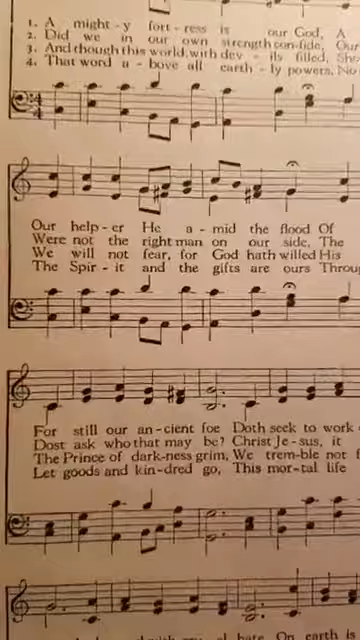 1. A might-y fort-ress is our God, A
2. Did we in our own strength con-fide, Our
3. And though this world, with dev - ils filled, Sho
4. That word a - bove all earth - ly powers, No
Our help - er He a - mid the flood Of
Were not the right man on our side, The
We will not fear, for God hath willed His
The Spir - it and the gifts are ours Throu
For still our an-cient foe Doth seek to work
Dost ask who that may be? Christ Je - sus, it
The Prince of dark-ness grim, We trem-ble not f
Let goods and kin-dred go, This mor-tal life
hate, On earth is